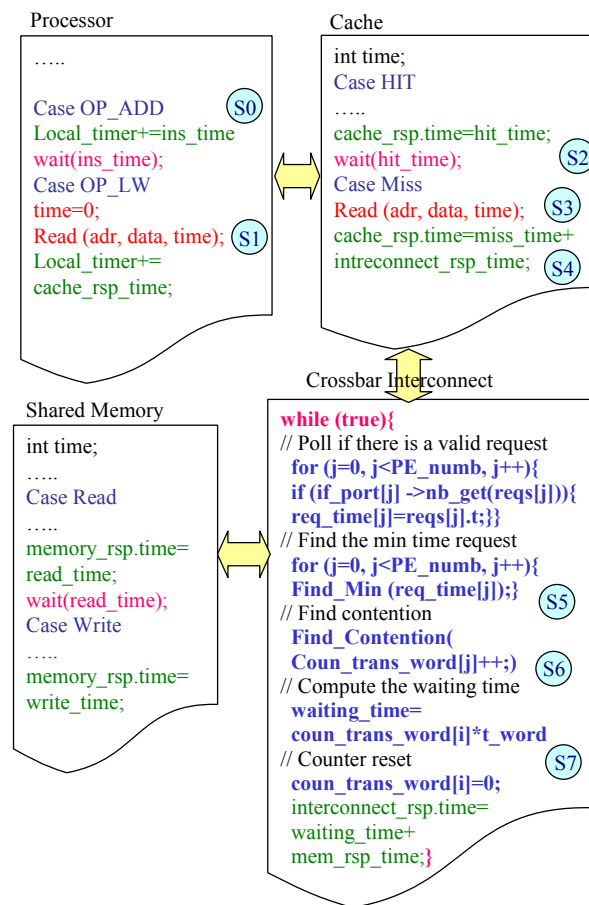 Processor
…..
Case OP_ADD
S0
Local_timer+=ins_time
wait(ins_time);
Case OP_LW
time=0;
Read (adr, data, time);
S1
Local_timer+=
cache_rsp_time;
Cache
int time;
Case HIT
…..
cache_rsp.time=hit_time;
wait(hit_time);
S2
Case Miss
Read (adr, data, time);
S3
cache_rsp.time=miss_time+
intreconnect_rsp_time;
S4
Shared Memory
int time;
…..
Case Read
…..
memory_rsp.time=
read_time;
wait(read_time);
Case Write
…..
memory_rsp.time=
write_time;
Crossbar Interconnect
while (true){
// Poll if there is a valid request
for (j=0, j<PE_numb, j++){
if (if_port[j] ->nb_get(reqs[j])){
req_time[j]=reqs[j].t;}}
// Find the min time request
for (j=0, j<PE_numb, j++){
Find_Min (req_time[j]);}
S5
// Find contention
Find_Contention(
Coun_trans_word[j]++;)
S6
// Compute the waiting time
waiting_time=
coun_trans_word[i]*t_word
// Counter reset
S7
coun_trans_word[i]=0;
interconnect_rsp.time=
waiting_time+
mem_rsp_time;}